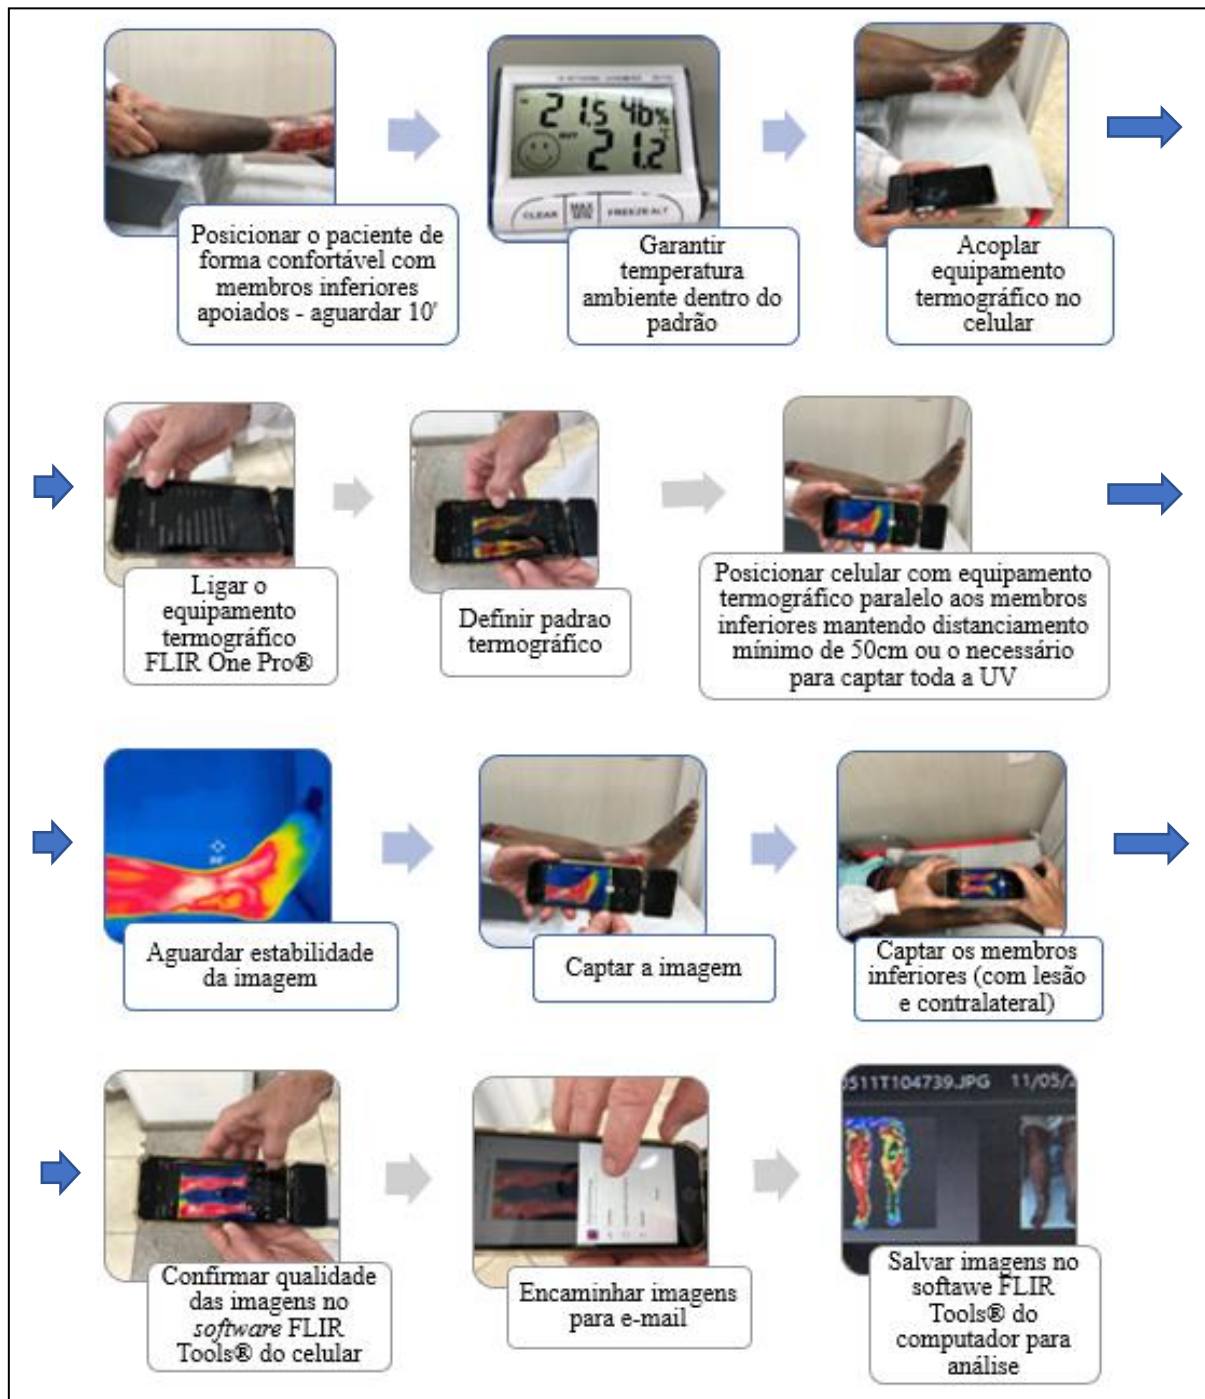 21.5 46%
21.2 °C
CLEAR MAX MIN FREEZE ALT
Posicionar o paciente de
forma confortável com
membros inferiores
apoiados - aguardar 10'
Garantir
temperatura
ambiente dentro do
padrão
Acoplar
equipamento
termográfico no
celular
Ligar o
equipamento
termográfico
FLIR One Pro®
Definir padrao
termográfico
Posicionar celular com equipamento
termográfico paralelo aos membros
inferiores mantendo distanciamento
mínimo de 50cm ou o necessário
para captar toda a UV
Aguardar estabilidade
da imagem
Captar a imagem
Captar os membros
inferiores (com lesão
e contralateral)
Confirmar qualidade
das imagens no
software FLIR
Tools® do celular
Encaminhar imagens
para e-mail
0511T104739.JPG 11/05/2
Salvar imagens no
softawe FLIR
Tools® do
computador para
análise